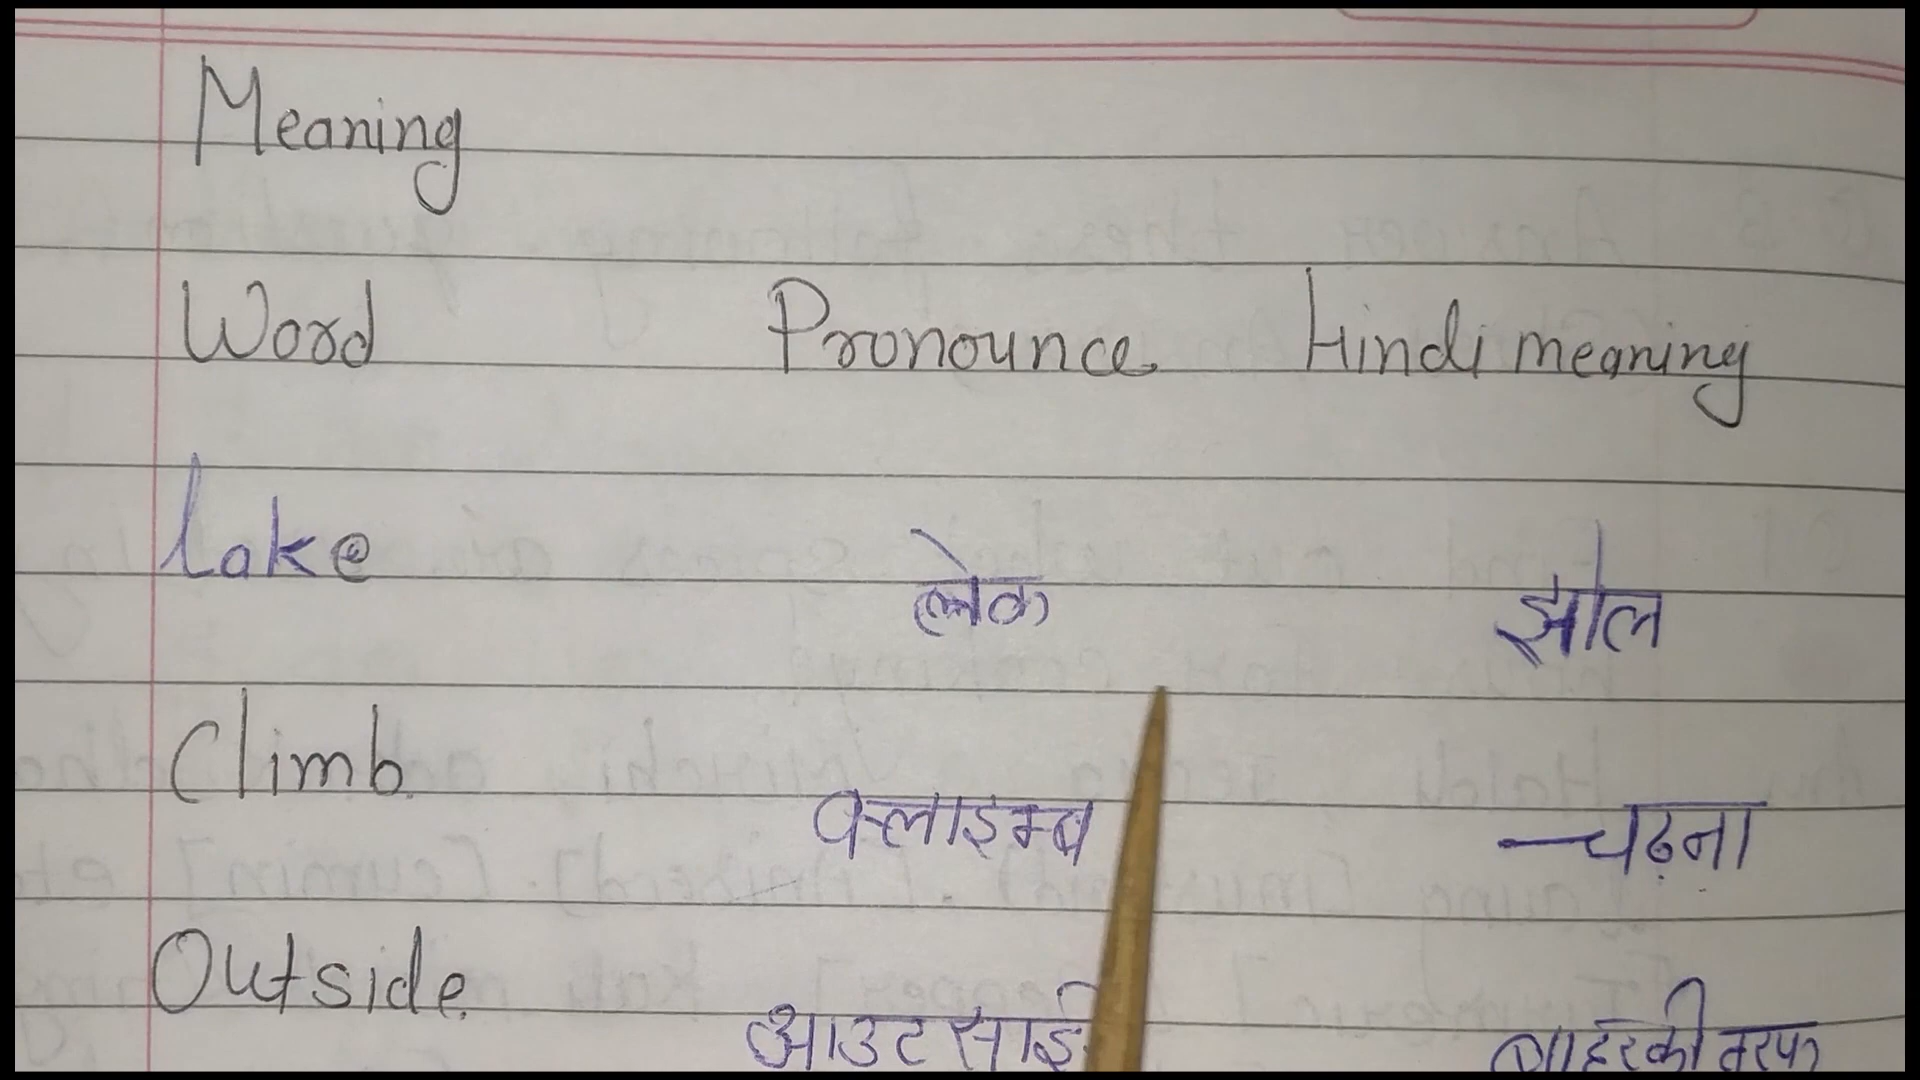 Meaning
Word Pronounce Hindi meaning
Lake लेक झील
Climb क्लाइम्ब चढ़ना
Outside आउटसाई बाहर की तरफ